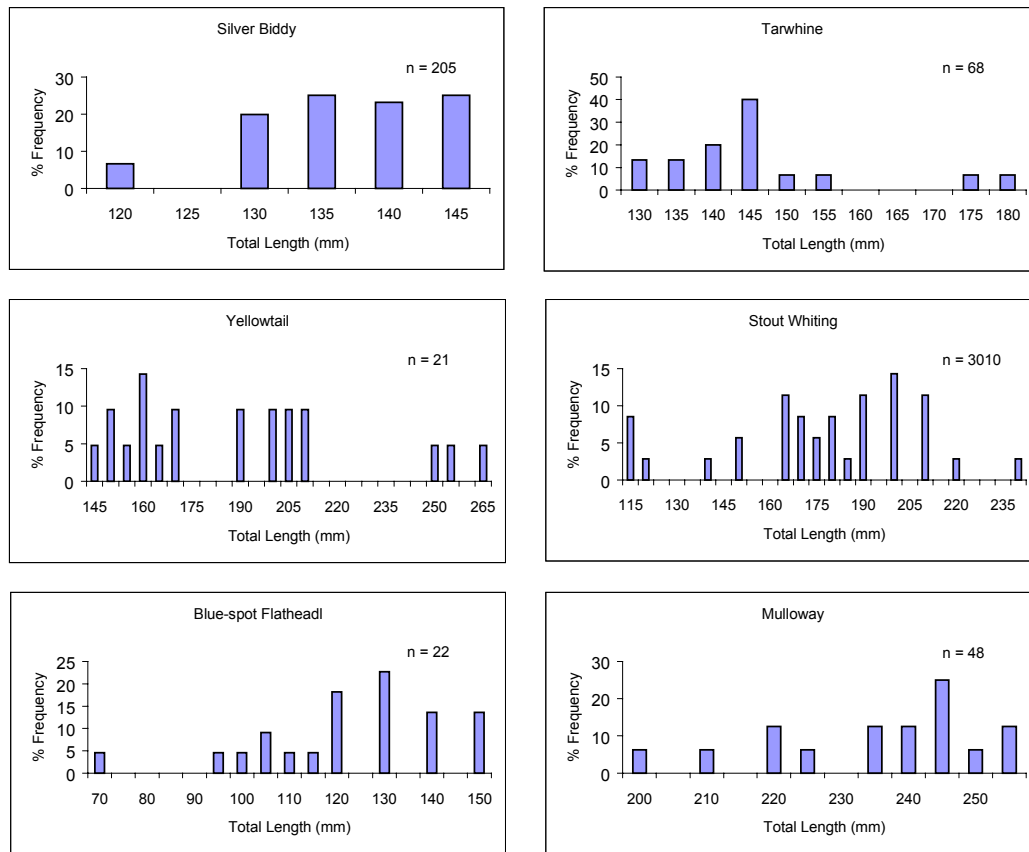 Silver Biddy
n = 205
% Frequency
30
20
10
0
120 125 130 135 140 145
Total Length (mm)
Tarwhine
n = 68
% Frequency
50
40
30
20
10
0
130 135 140 145 150 155 160 165 170 175 180
Total Length (mm)
Yellowtail
n = 21
% Frequency
15
10
5
0
145 160 175 190 205 220 235 250 265
Total Length (mm)
Stout Whiting
n = 3010
% Frequency
15
10
5
0
115 130 145 160 175 190 205 220 235
Total Length (mm)
Blue-spot Flatheadl
n = 22
% Frequency
25
20
15
10
5
0
70 80 90 100 110 120 130 140 150
Total Length (mm)
Mulloway
n = 48
% Frequency
30
20
10
0
200 210 220 230 240 250
Total Length (mm)